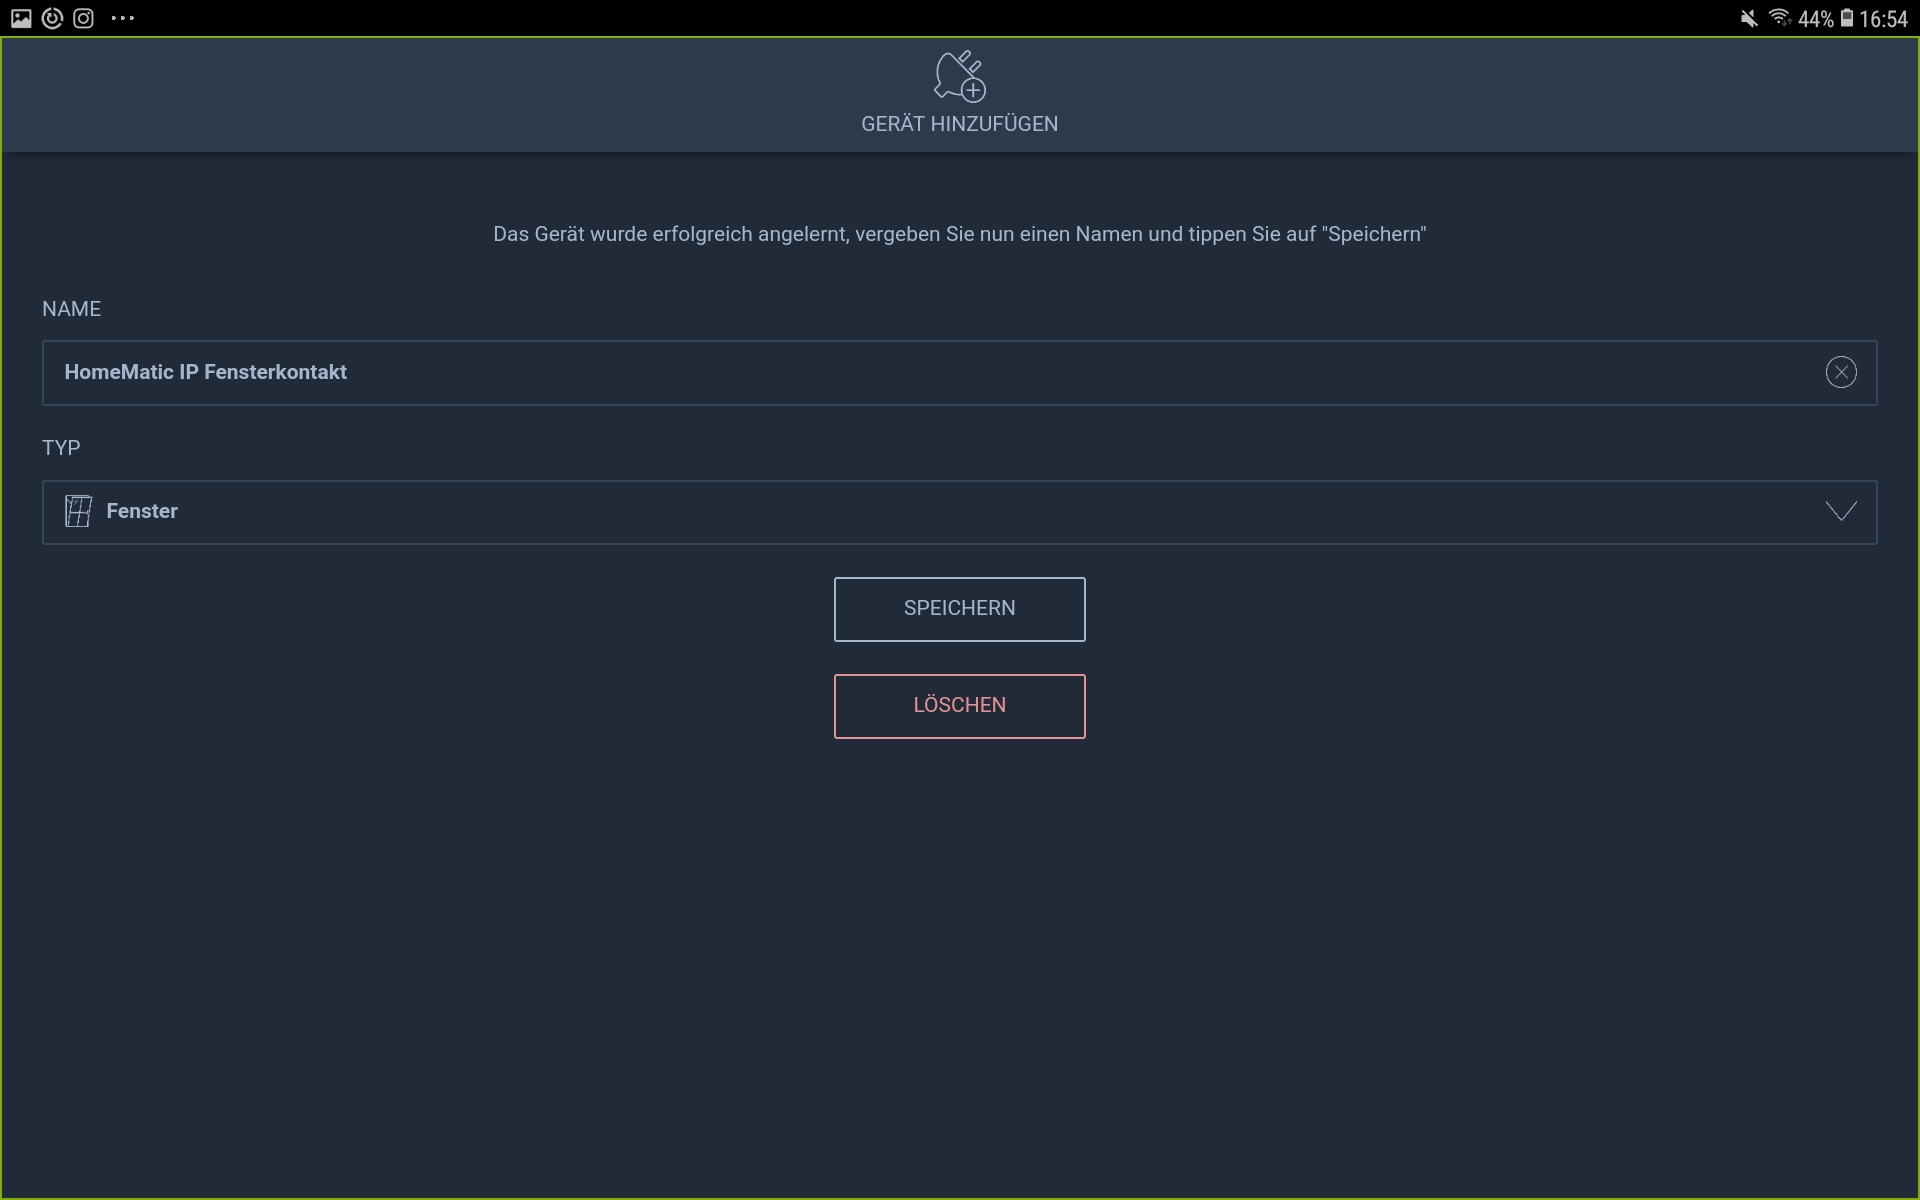 44% 16:54
GERÄT HINZUFÜGEN
Das Gerät wurde erfolgreich angelernt, vergeben Sie nun einen Namen und tippen Sie auf "Speichern"
NAME
HomeMatic IP Fensterkontakt
TYP
Fenster
SPEICHERN
LÖSCHEN